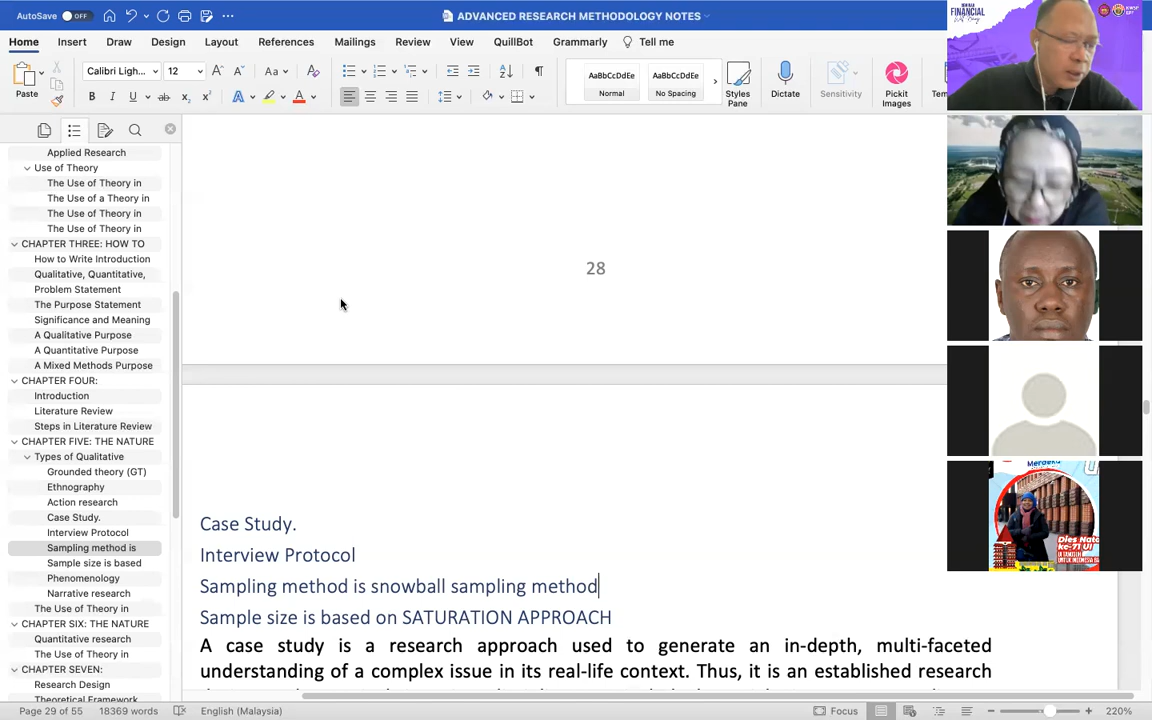 AutoSave OFF
ADVANCED RESEARCH METHODOLOGY NOTES
Home Insert Draw Design Layout References Mailings Review View QuillBot Grammarly Tell me
Paste
Calibri Ligh... 12
AaBbCcDdEe
Normal
AaBbCcDdEe
No Spacing
Styles Pane
Dictate
Sensitivity
Pickit Images
FINANCIAL
Applied Research
Use of Theory
The Use of Theory in
The Use of a Theory in
The Use of Theory in
The Use of Theory in
CHAPTER THREE: HOW TO
How to Write Introduction
Qualitative, Quantitative,
Problem Statement
The Purpose Statement
Significance and Meaning
A Qualitative Purpose
A Quantitative Purpose
A Mixed Methods Purpose
CHAPTER FOUR:
Introduction
Literature Review
Steps in Literature Review
CHAPTER FIVE: THE NATURE
Types of Qualitative
Grounded theory (GT)
Ethnography
Action research
Case Study.
Interview Protocol
Sampling method is
Sample size is based
Phenomenology
Narrative research
The Use of Theory in
CHAPTER SIX: THE NATURE
Quantitative research
The Use of Theory in
CHAPTER SEVEN:
Research Design
Theoretical Framework
28
Case Study.
Interview Protocol
Sampling method is snowball sampling method
Sample size is based on SATURATION APPROACH
A case study is a research approach used to generate an in-depth, multi-faceted
understanding of a complex issue in its real-life context. Thus, it is an established research
Merdeka
Dies Nata
ke-71 UI
Page 29 of 55 18369 words English (Malaysia) Focus 220%